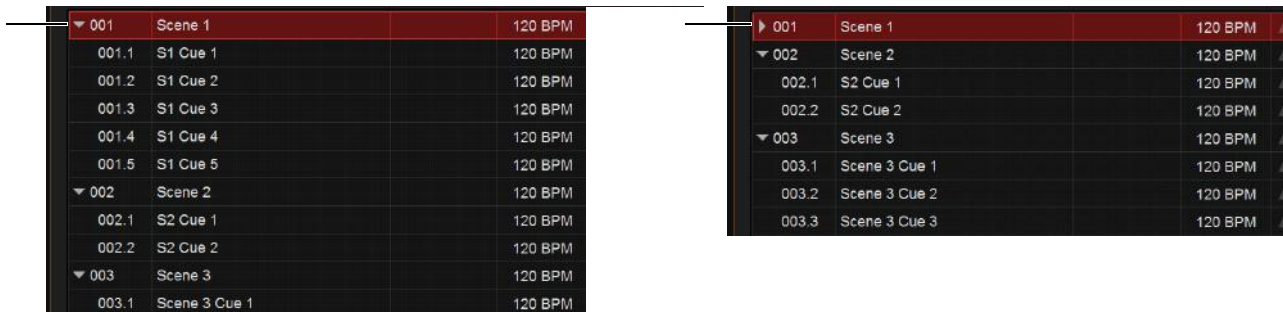 001 Scene 1 120 BPM
001.1 S1 Cue 1 120 BPM
001.2 S1 Cue 2 120 BPM
001.3 S1 Cue 3 120 BPM
001.4 S1 Cue 4 120 BPM
001.5 S1 Cue 5 120 BPM
002 Scene 2 120 BPM
002.1 S2 Cue 1 120 BPM
002.2 S2 Cue 2 120 BPM
003 Scene 3 120 BPM
003.1 Scene 3 Cue 1 120 BPM
001 Scene 1 120 BPM
002 Scene 2 120 BPM
002.1 S2 Cue 1 120 BPM
002.2 S2 Cue 2 120 BPM
003 Scene 3 120 BPM
003.1 Scene 3 Cue 1 120 BPM
003.2 Scene 3 Cue 2 120 BPM
003.3 Scene 3 Cue 3 120 BPM